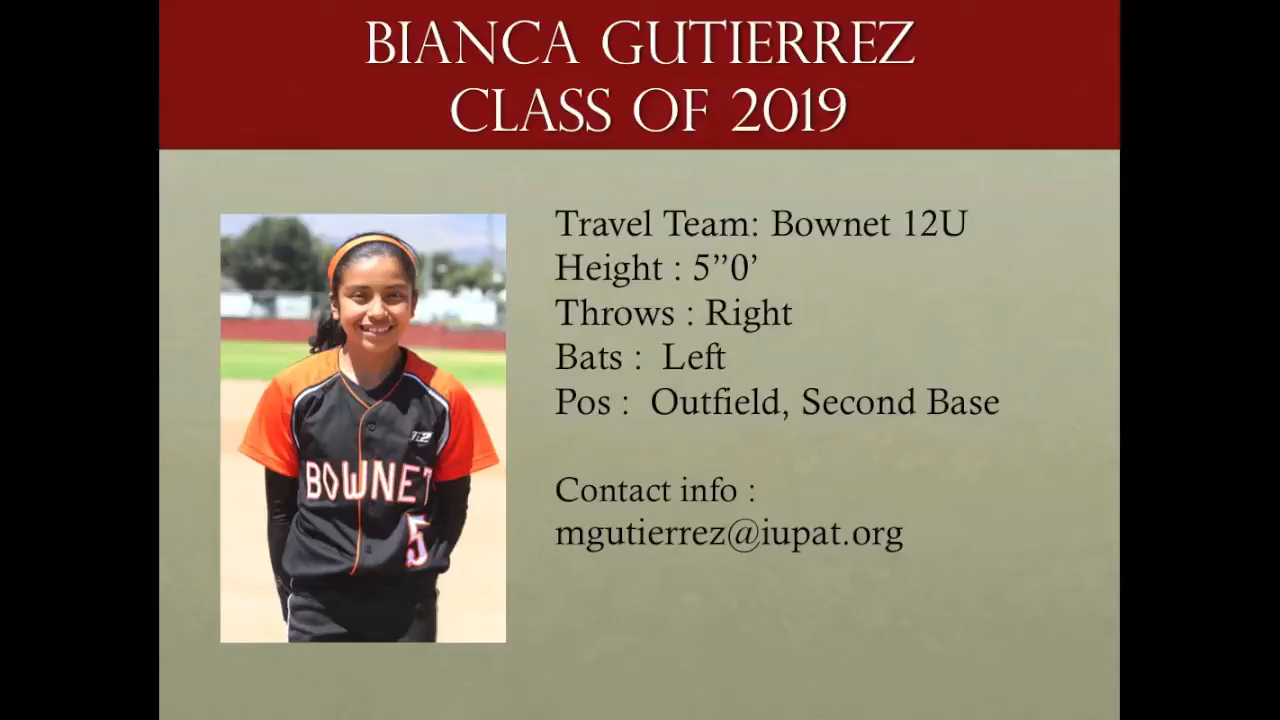 BIANCA GUTIERREZ
CLASS OF 2019
Travel Team: Bownet 12U
Height : 5”0’
Throws : Right
Bats :  Left
Pos :  Outfield, Second Base
Contact info :
mgutierrez@iupat.org
BOWNET
5